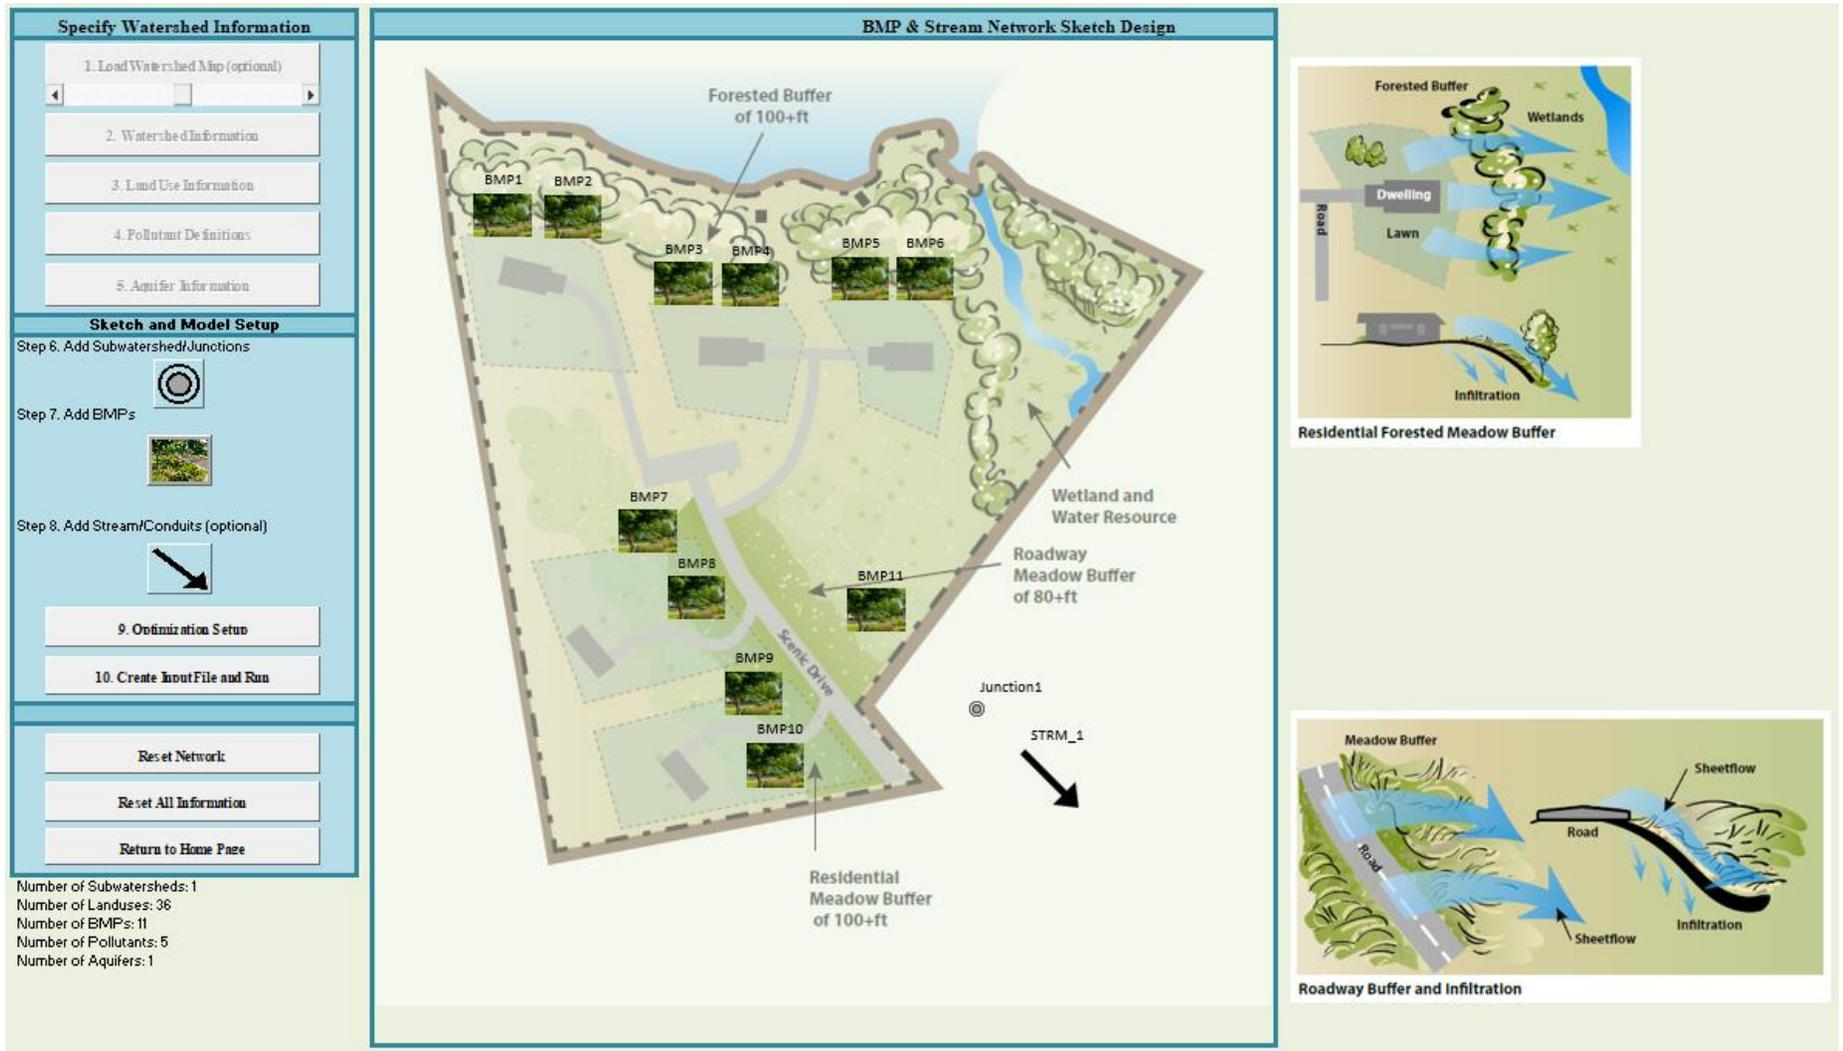 Specify Watershed Information
1. Load Watershed Map (optional)
2. Watershed Information
3. Land Use Information
4. Pollutant Definitions
5. Aquifer Information
Sketch and Model Setup
Step 6. Add Subwatershed/Junctions
Step 7. Add BMPs
Step 8. Add Stream/Conduits (optional)
9. Optimization Setup
10. Create Input File and Run
Reset Network
Reset All Information
Return to Home Page
Number of Subwatersheds: 1
Number of Landuses: 36
Number of BMPs: 11
Number of Pollutants: 5
Number of Aquifers: 1
BMP & Stream Network Sketch Design
Forested Buffer
of 100+ft
BMP1
BMP2
BMP3
BMP4
BMP5
BMP6
Wetland and
Water Resource
BMP7
BMP8
Roadway
Meadow Buffer
of 80+ft
BMP11
Scenic Drive
BMP9
BMP10
Junction1
STRM_1
Residential
Meadow Buffer
of 100+ft
Forested Buffer
Wetlands
Dwelling
Road
Lawn
Infiltration
Residential Forested Meadow Buffer
Meadow Buffer
Sheetflow
Road
Road
Infiltration
Sheetflow
Roadway Buffer and Infiltration